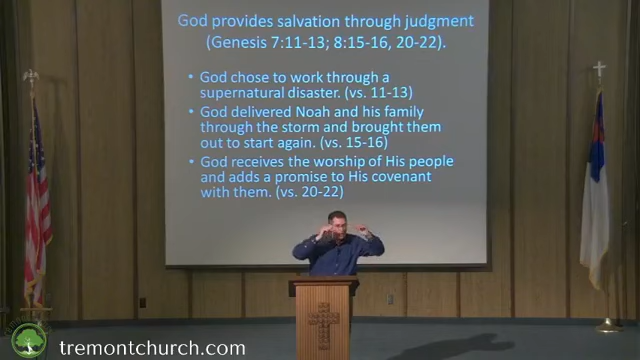 God provides salvation through judgment
(Genesis 7:11-13; 8:15-16, 20-22).
• God chose to work through a
supernatural disaster. (vs. 11-13)
• God delivered Noah and his family
through the storm and brought them
out to start again. (vs. 15-16)
• God receives the worship of His people
and adds a promise to His covenant
with them. (vs. 20-22)
tremontchurch.com